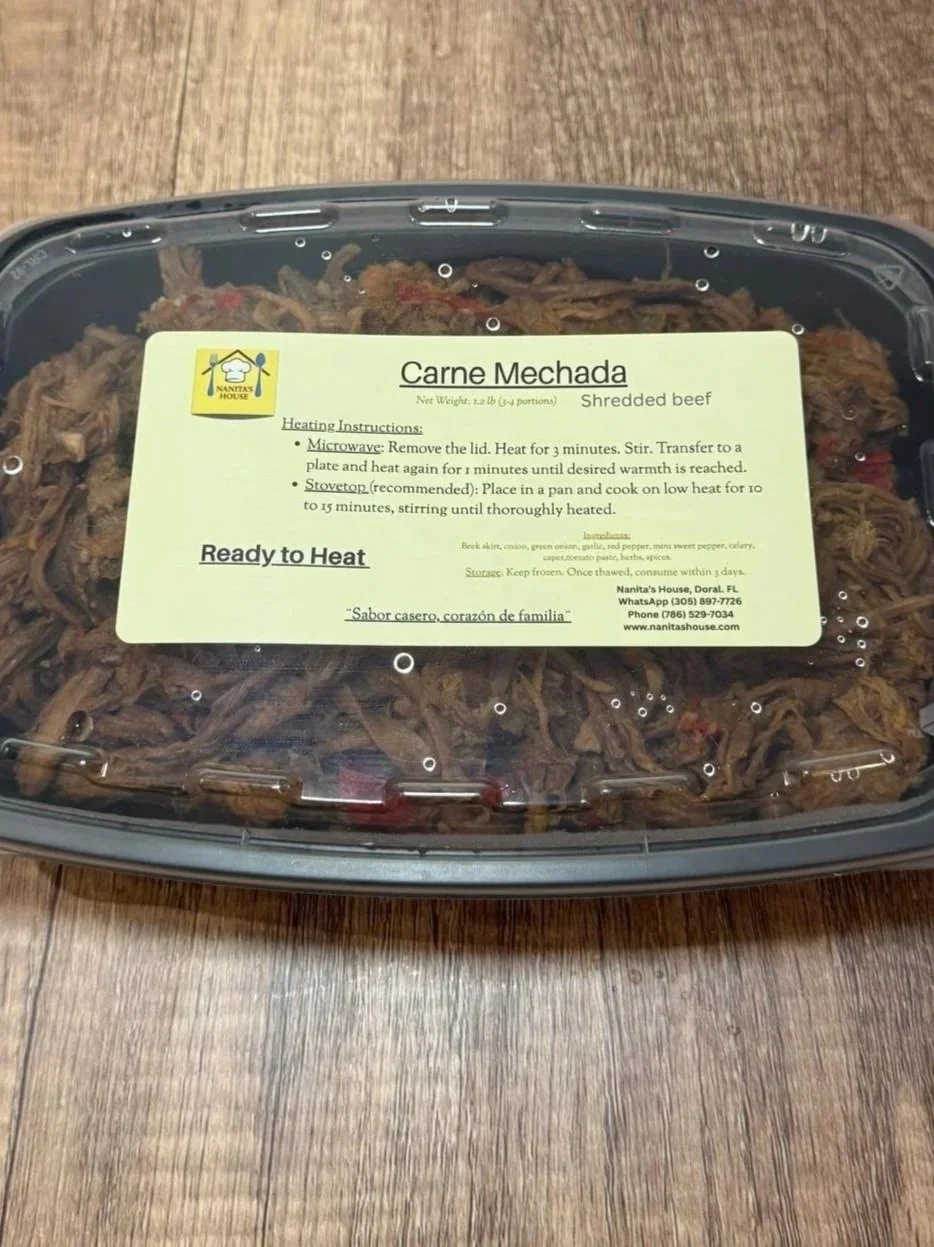 NANITA'S
HOUSE
Carne Mechada
Net Weight: 1.2 lb (3-4 portions) Shredded beef
Heating Instructions:
• Microwave: Remove the lid. Heat for 3 minutes. Stir. Transfer to a
plate and heat again for 1 minutes until desired warmth is reached.
• Stovetop (recommended): Place in a pan and cook on low heat for 10
to 15 minutes, stirring until thoroughly heated.
Ready to Heat
Ingredients:
Beek skirt, onion, green onion, garlic, red pepper, mini sweet pepper, celery,
caper,tomato paste, herbs, spices.
Storage: Keep frozen. Once thawed, consume within 3 days.
Nanita's House, Doral. FL
WhatsApp (305) 897-7726
Phone (786) 529-7034
www.nanitashouse.com
¨Sabor casero, corazón de familia¨